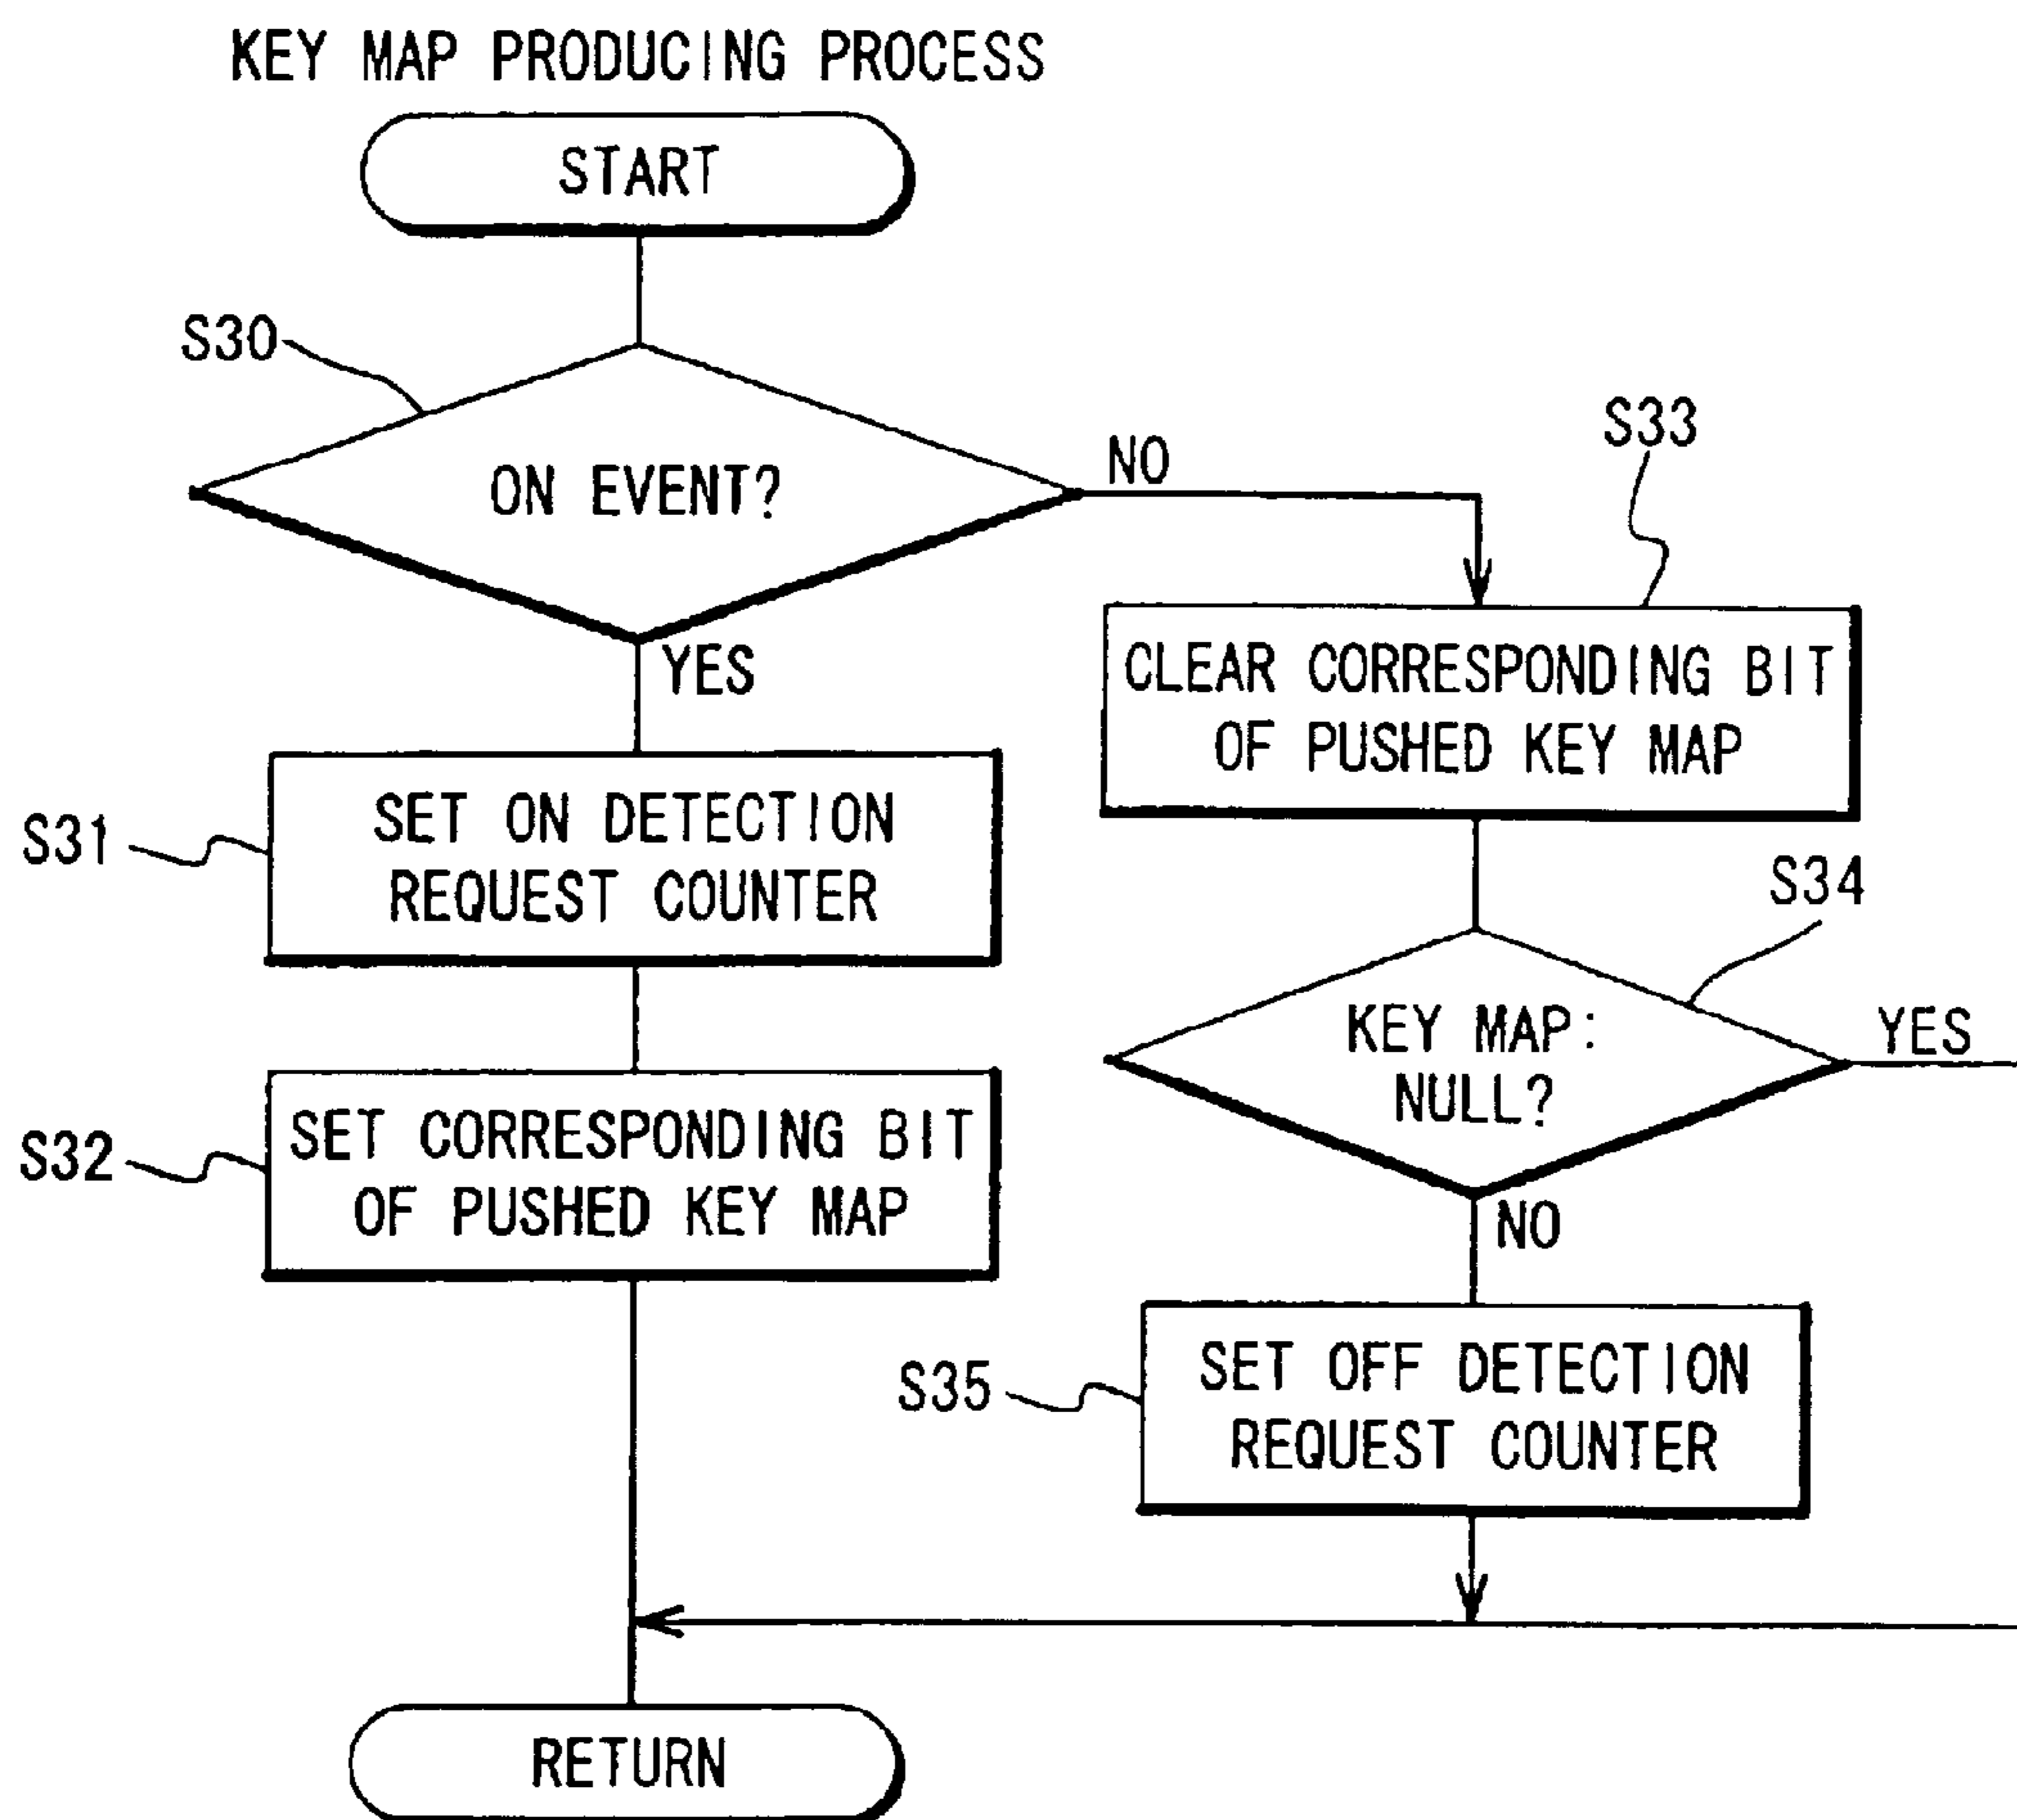 KEY MAP PRODUCING PROCESS
START
S30
ON EVENT?
NO
YES
S33
CLEAR CORRESPONDING BIT
OF PUSHED KEY MAP
S31
SET ON DETECTION
REQUEST COUNTER
S34
KEY MAP:
NULL?
YES
NO
S32
SET CORRESPONDING BIT
OF PUSHED KEY MAP
S35
SET OFF DETECTION
REQUEST COUNTER
RETURN